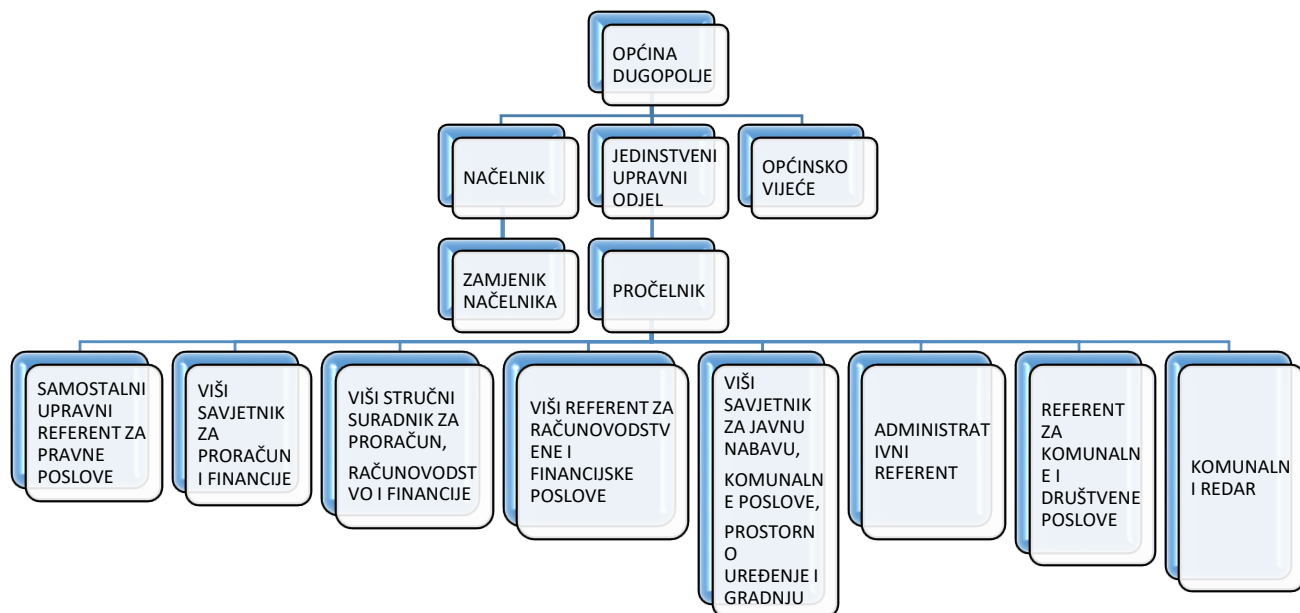 OPĆINA
DUGOPOLJE
NAČELNIK
JEDINSTVENI
UPRAVNI
ODJEL
OPĆINSKO
VIJEĆE
ZAMJENIK
NAČELNIKA
PROČELNIK
SAMOSTALNI
UPRAVNI
REFERENT ZA
PRAVNE
POSLOVE
VIŠI
SAVJETNIK
ZA
PRORAČUN
I FINANCIJE
VIŠI STRUČNI
SURADNIK ZA
PRORAČUN,
RAČUNOVODST
VO I FINANCIJE
VIŠI REFERENT ZA
RAČUNOVODSTV
ENE I
FINANCIJSKE
POSLOVE
VIŠI
SAVJETNIK
ZA JAVNU
NABAVU,
KOMUNALN
E POSLOVE,
PROSTORN
O
UREĐENJE I
GRADNJU
ADMINISTRAT
IVNI
REFERENT
REFERENT
ZA
KOMUNALN
E I
DRUŠTVENE
POSLOVE
KOMUNALN
I REDAR